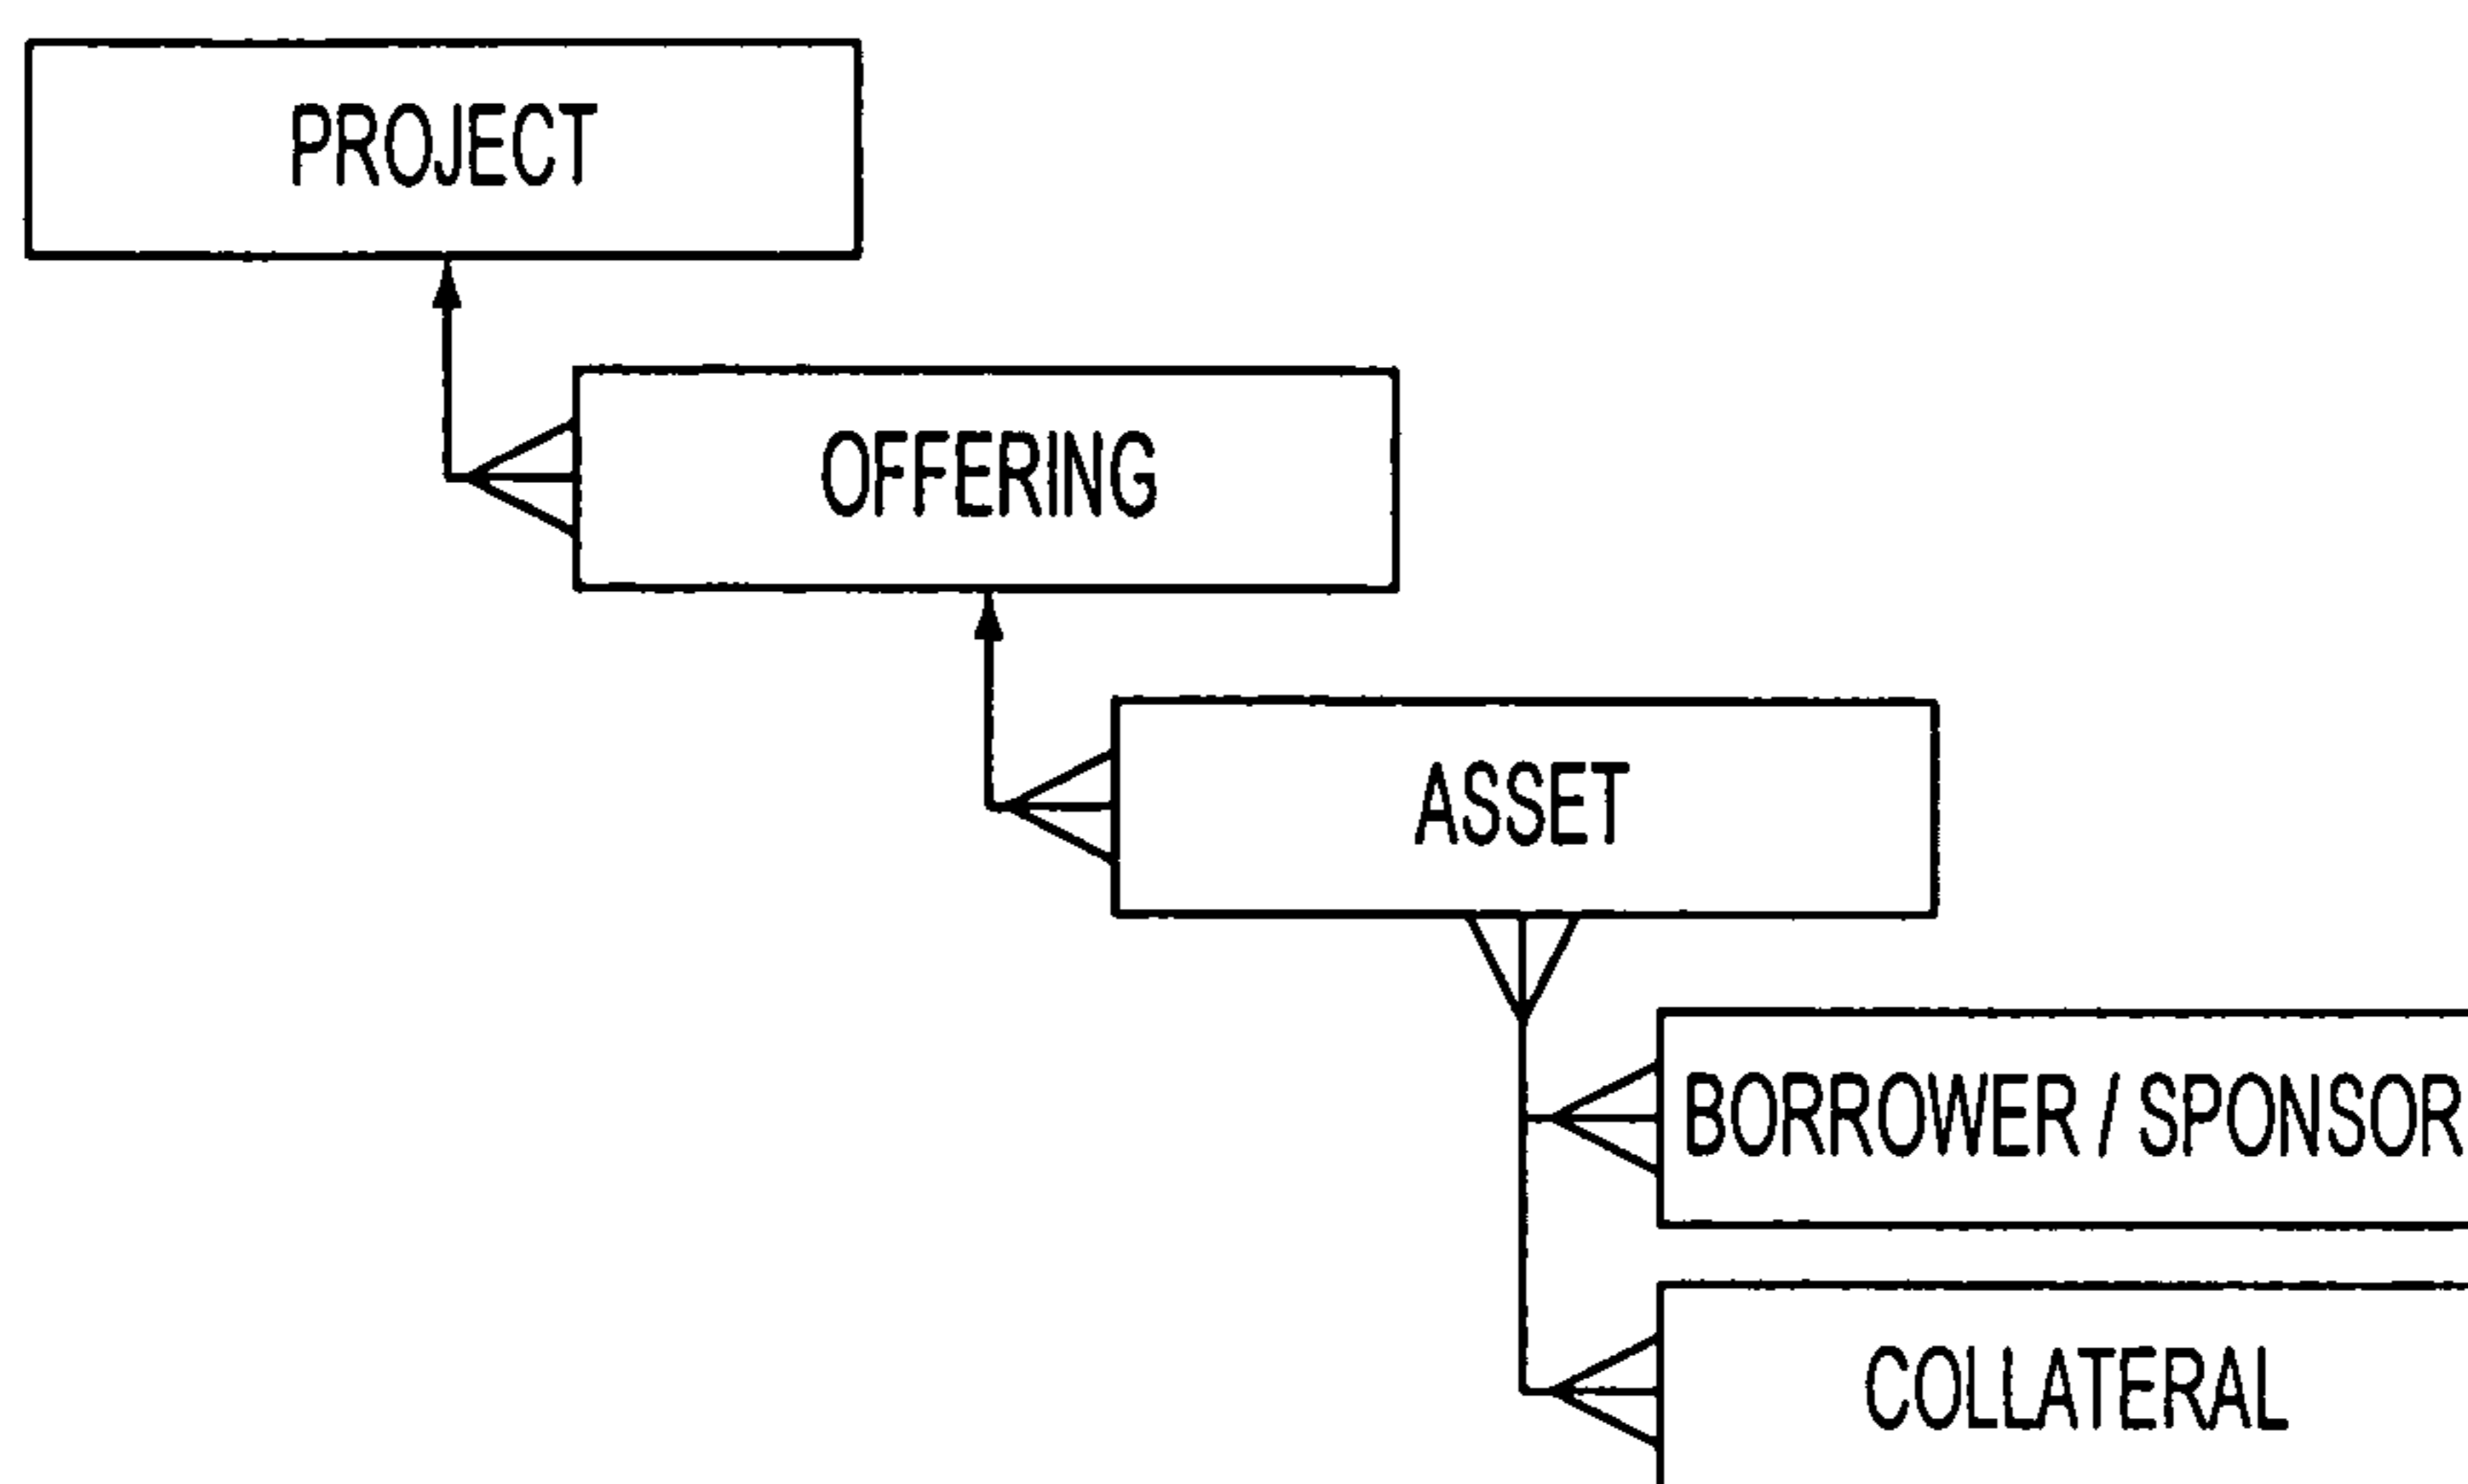 PROJECT
OFFERING
ASSET
BORROWER / SPONSOR
COLLATERAL